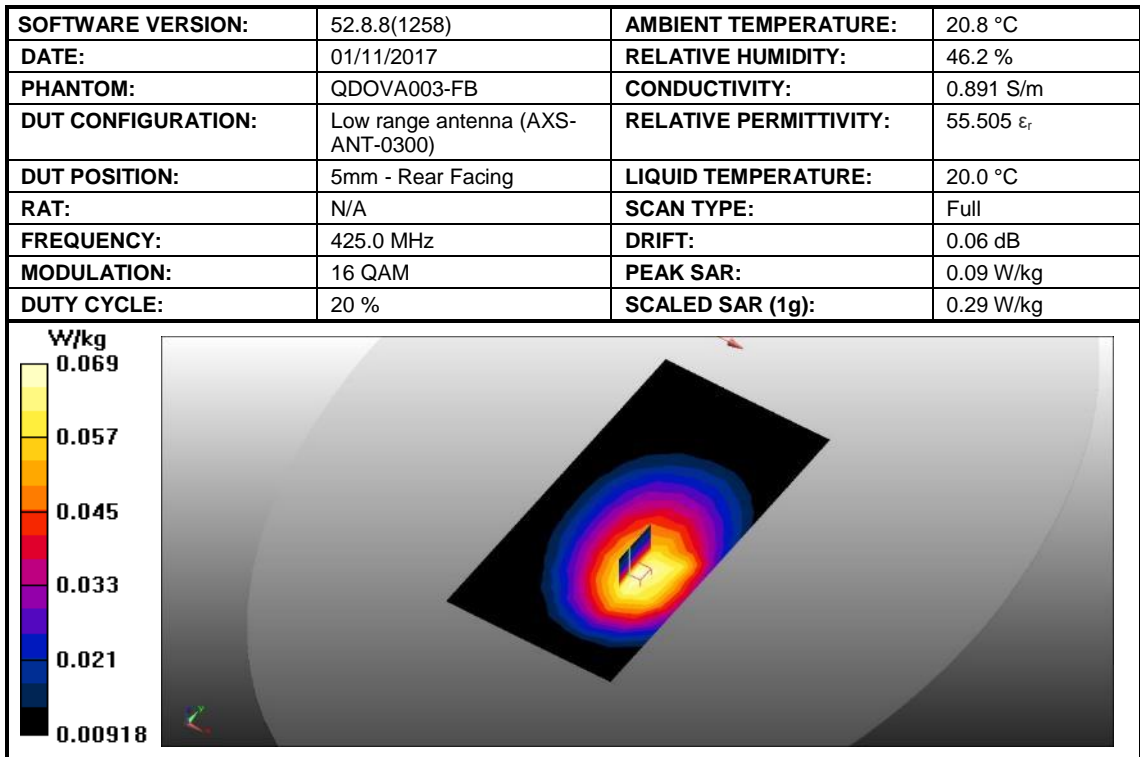 SOFTWARE VERSION: 52.8.8(1258) AMBIENT TEMPERATURE: 20.8 °C
DATE: 01/11/2017 RELATIVE HUMIDITY: 46.2 %
PHANTOM: QDOVA003-FB CONDUCTIVITY: 0.891 S/m
DUT CONFIGURATION: Low range antenna (AXS- RELATIVE PERMITTIVITY: 55.505 εr
ANT-0300)
DUT POSITION: 5mm - Rear Facing LIQUID TEMPERATURE: 20.0 °C
RAT: N/A SCAN TYPE: Full
FREQUENCY: 425.0 MHz DRIFT: 0.06 dB
MODULATION: 16 QAM PEAK SAR: 0.09 W/kg
DUTY CYCLE: 20 % SCALED SAR (1g): 0.29 W/kg
W/kg
0.069
0.057
0.045
0.033
0.021
0.00918